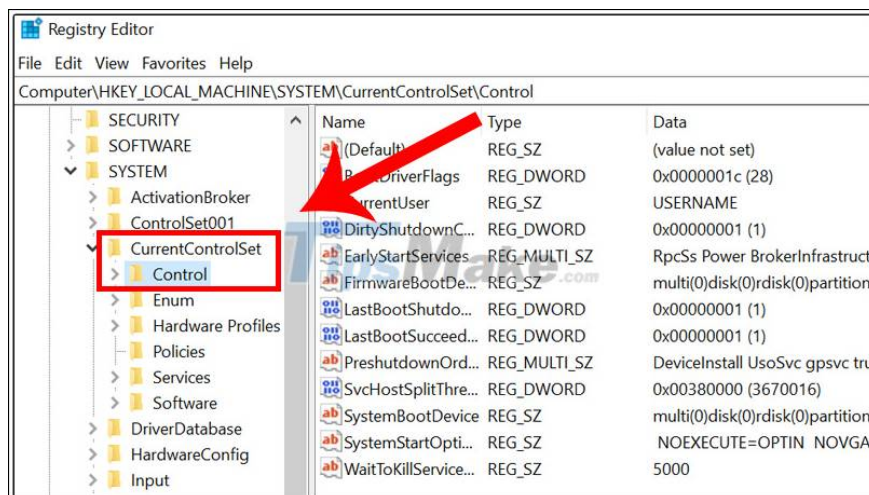 Registry Editor
File Edit View Favorites Help
Computer\HKEY_LOCAL_MACHINE\SYSTEM\CurrentControlSet\Control
SECURITY
SOFTWARE
SYSTEM
ActivationBroker
ControlSet001
CurrentControlSet
Control
Enum
Hardware Profiles
Policies
Services
Software
DriverDatabase
HardwareConfig
Input
Name Type Data
(Default) REG_SZ (value not set)
REG_DWORD 0x0000001c (28)
CurrentUser REG_SZ USERNAME
DirtyShutdownC... REG_DWORD 0x00000001 (1)
EarlyStartServices REG_MULTI_SZ RpcSs Power BrokerInfrastruct
FirmwareBootDe... REG_SZ multi(0)disk(0)rdisk(0)partition
LastBootShutdo... REG_DWORD 0x00000001 (1)
LastBootSucceed... REG_DWORD 0x00000001 (1)
PreshutdownOrd... REG_MULTI_SZ DeviceInstall UsoSvc gpsvc tru
SvcHostSplitThre... REG_DWORD 0x00380000 (3670016)
SystemBootDevice REG_SZ multi(0)disk(0)rdisk(0)partition
SystemStartOpti... REG_SZ NOEXECUTE=OPTIN NOVGA
WaitToKillService... REG_SZ 5000
TipsMake.com